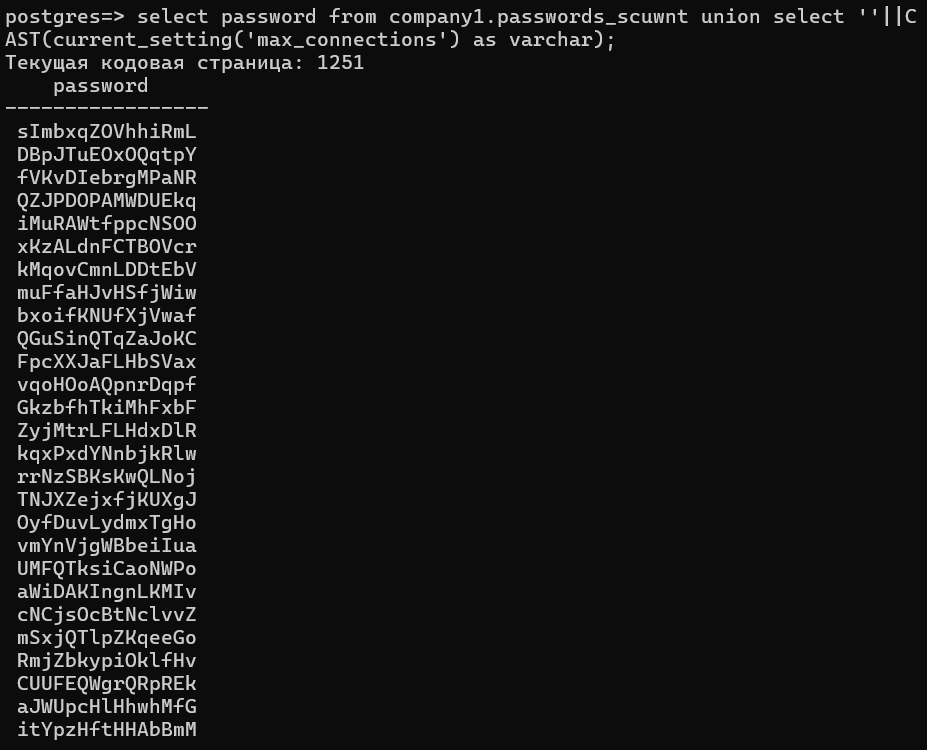 postgres=> select password from company1.passwords_scuwnt union select ''||C
AST(current_setting('max_connections') as varchar);
Текущая кодовая страница: 1251
password
-----------------
sImbxqZOVhhiRmL
DBpJTuEOxOQqtpY
fVKvDIebrgMPaNR
QZJPDOPAMWDUEkq
iMuRAWtfppcNSOO
xKzALdnFCTBOVcr
kMqovCmnLDDtEbV
muFfaHJvHSfjWiw
bxoifKNUfXjVwaf
QGuSinQTqZaJoKC
FpcXXJaFLHbSVax
vqoHOoAQpnrDqpf
GkzbfhTkiMhFxbF
ZyjMtrLFLHdxDlR
kqxPxdYNnbjkRlw
rrNzSBKsKwQLNoj
TNJXZejxfjKUXgJ
OyfDuvLydmxTgHo
vmYnVjgWBbeiIua
UMFQTksiCaoNWPo
aWiDAKIngnLKMIv
cNCjsOcBtNclvvZ
mSxjQTlpZKqeeGo
RmjZbkypiOklfHv
CUUFEQWgrQRpREk
aJWUpcHlHhwhMfG
itYpzHftHHAbBmM